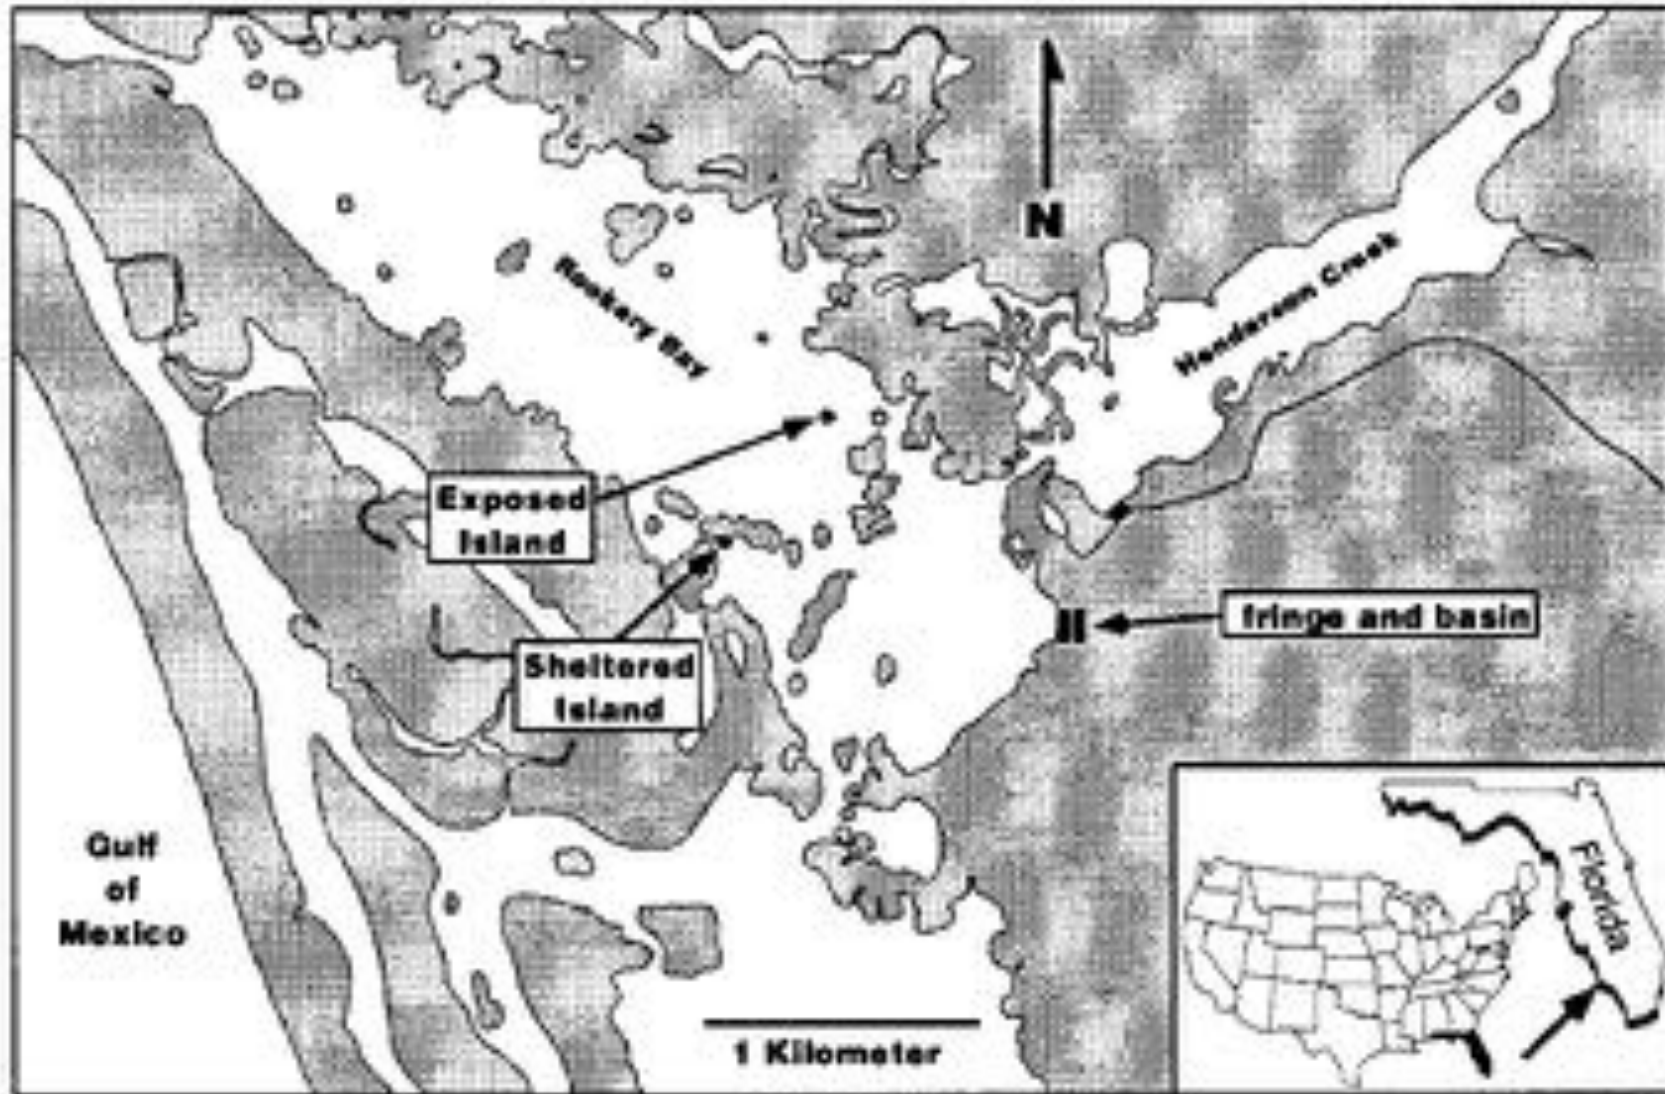 N
Rookery Bay
Henderson Creek
Exposed
Island
fringe and basin
Sheltered
Island
Gulf
of
Mexico
1 Kilometer
Florida